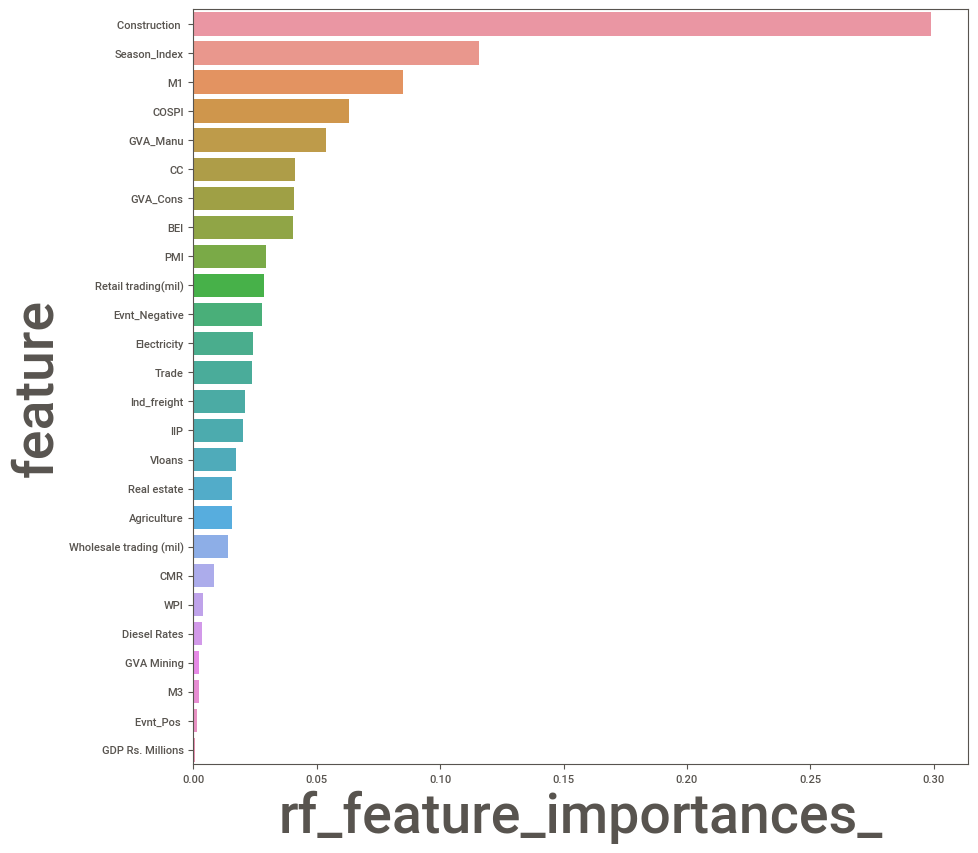 Construction
Season_Index
M1
COSPI
GVA_Manu
CC
GVA_Cons
BEI
PMI
Retail trading(mil)
Evnt_Negative
Electricity
Trade
Ind_freight
IIP
Vloans
Real estate
Agriculture
Wholesale trading (mil)
CMR
WPI
Diesel Rates
GVA Mining
M3
Evnt_Pos
GDP Rs. Millions
feature
0.00 0.05 0.10 0.15 0.20 0.25 0.30
rf_feature_importances_